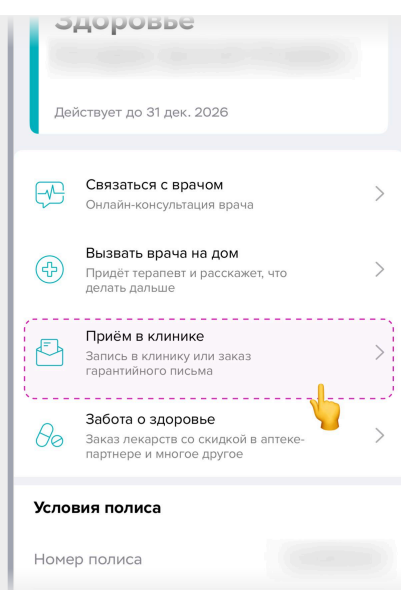 Здоровье
Действует до 31 дек. 2026
Связаться с врачом
Онлайн-консультация врача
Вызвать врача на дом
Придёт терапевт и расскажет, что
делать дальше
Приём в клинике
Запись в клинику или заказ
гарантийного письма
Забота о здоровье
Заказ лекарств со скидкой в аптеке-
партнере и многое другое
Условия полиса
Номер полиса